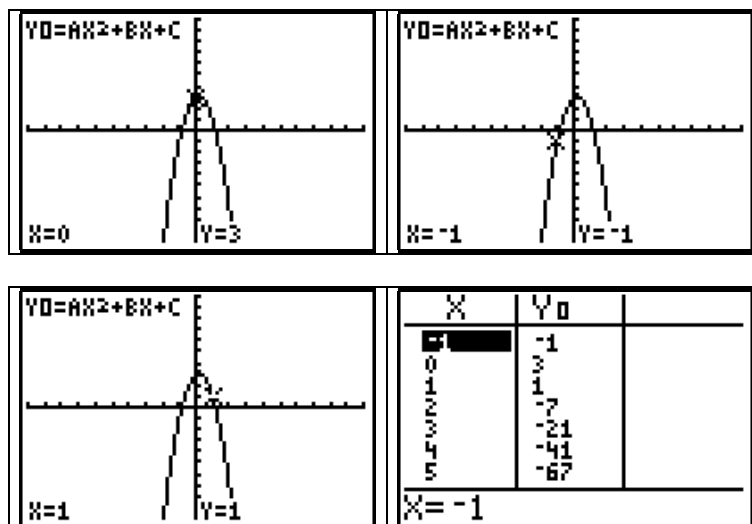 Y0=AX2+BX+C
X=0 Y=3
Y0=AX2+BX+C
X=-1 Y=-1
Y0=AX2+BX+C
X=1 Y=1
X Y0
-1 -1
0 3
1 1
2 -7
3 -21
4 -41
5 -67
X=-1